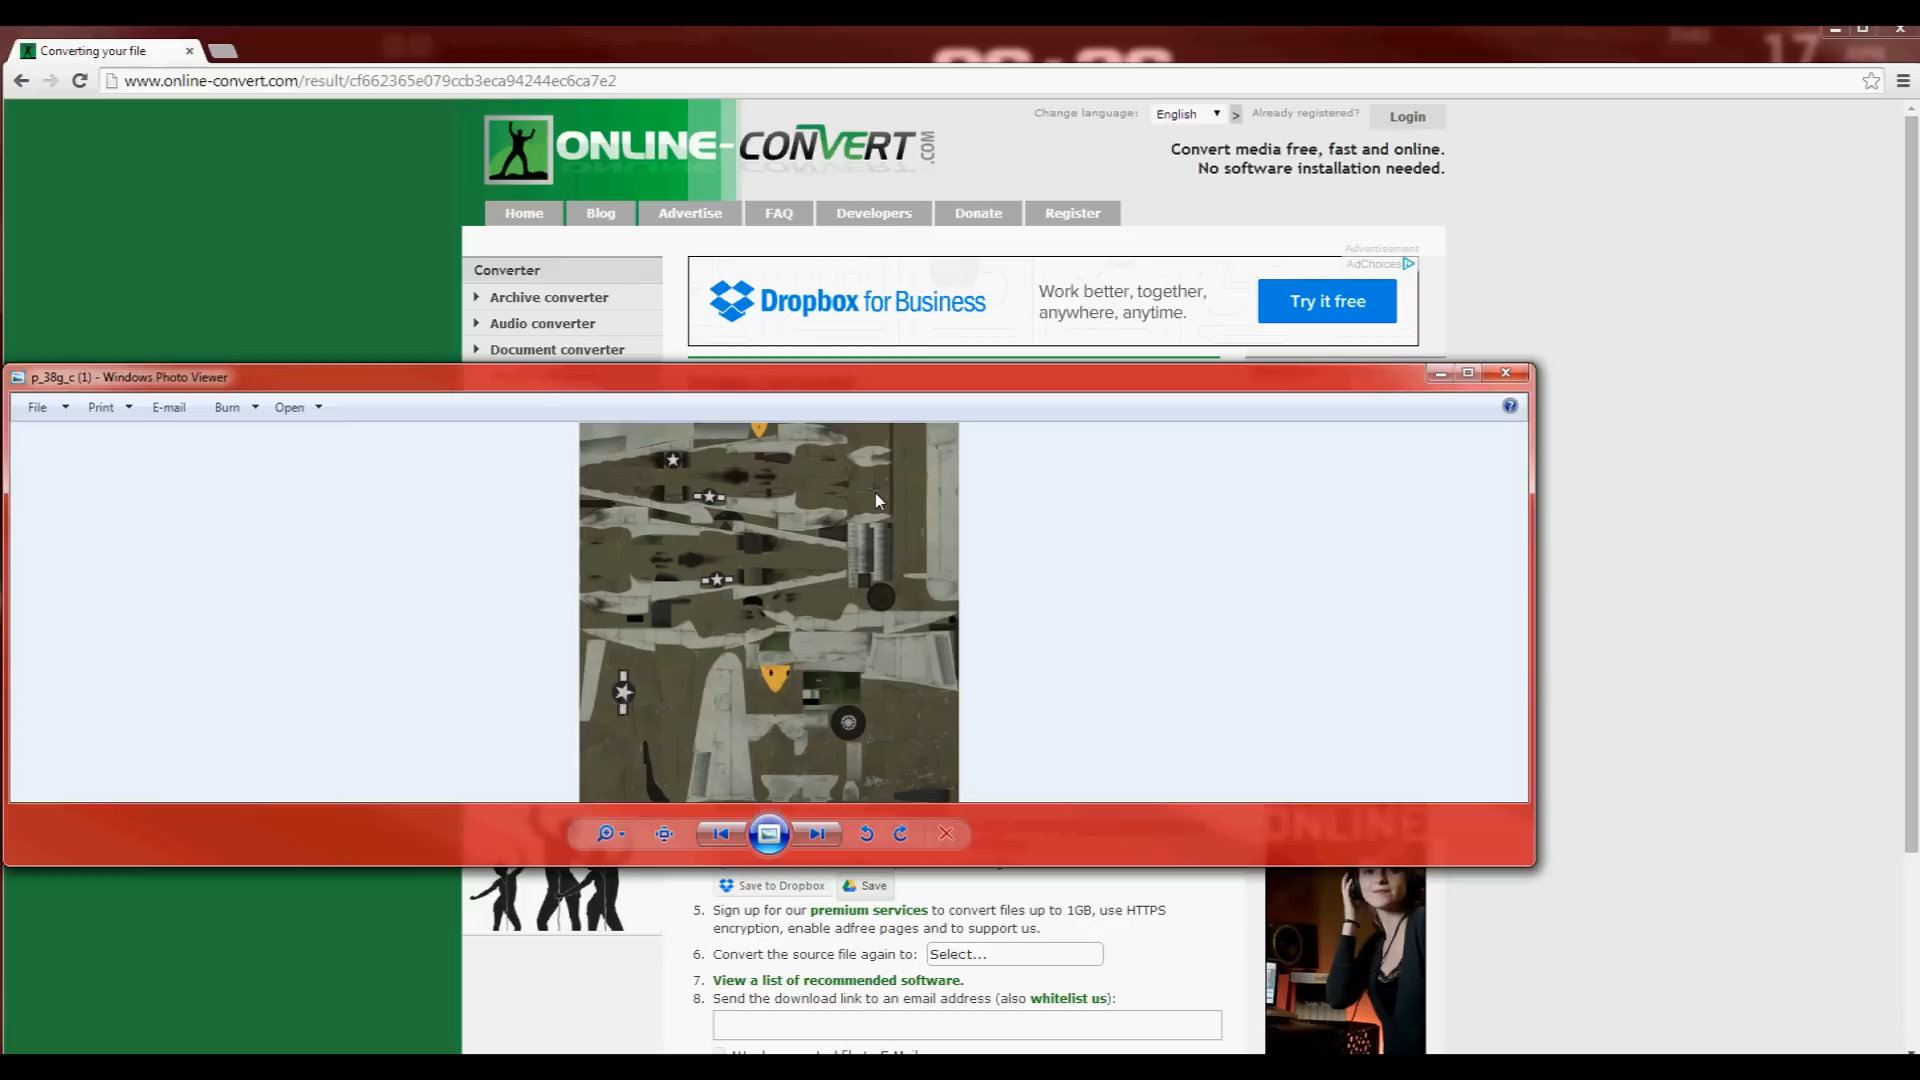 Converting your file
17
www.online-convert.com/result/cf662365e079ccb3eca94244ec6ca7e2
ONLINE-CONVERT.COM
Change language:
English
>
Already registered?
Login
Convert media free, fast and online.
No software installation needed.
Home
Blog
Advertise
FAQ
Developers
Donate
Register
Advertisement
AdChoices
Converter
Archive converter
Audio converter
Document converter
Dropbox for Business
Work better, together,
anywhere, anytime.
Try it free
p_38g_c (1) - Windows Photo Viewer
File
Print
E-mail
Burn
Open
ONLINE
Save to Dropbox
Save
5. Sign up for our premium services to convert files up to 1GB, use HTTPS
encryption, enable adfree pages and to support us.
6. Convert the source file again to: Select...
7. View a list of recommended software.
8. Send the download link to an email address (also whitelist us):